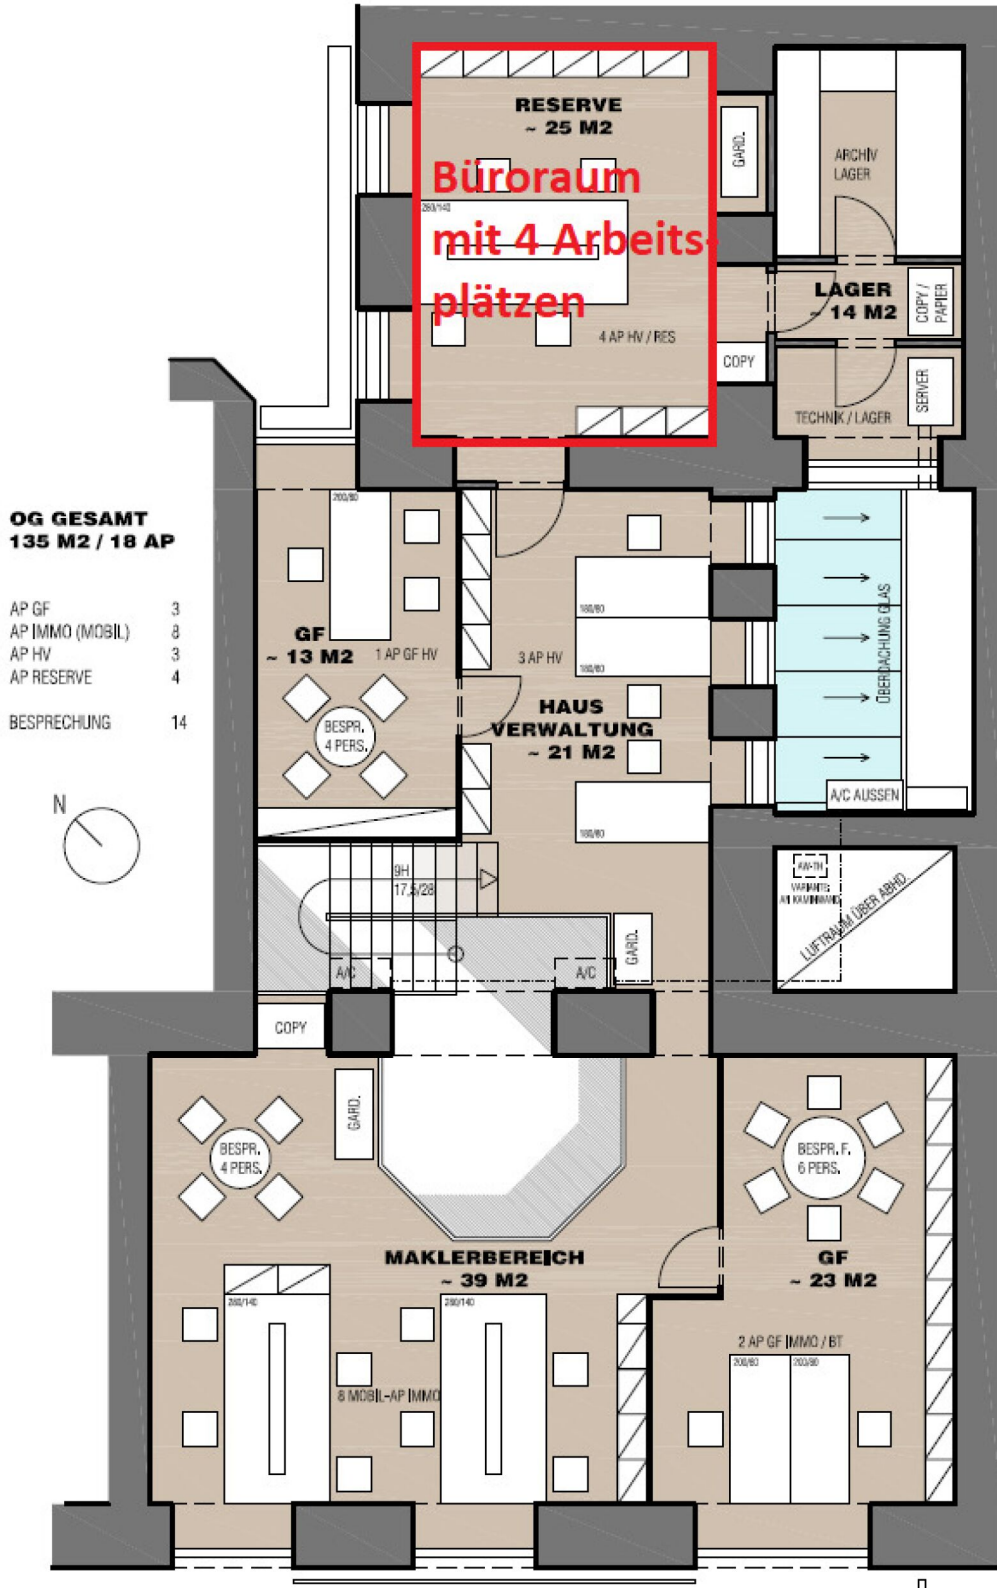 RESERVE
~ 25 M2
Büroraum
mit 4 Arbeits-
plätzen
280/140
4 AP HV / RES
GARD.
ARCHIV
LAGER
LAGER
~ 14 M2
COPY /
PAPIER
COPY
SERVER
TECHNIK / LAGER
OG GESAMT
135 M2 / 18 AP
AP GF 3
AP IMMO (MOBIL) 8
AP HV 3
AP RESERVE 4
BESPRECHUNG 14
N
200/80
GF
~ 13 M2
1 AP GF HV
BESPR.
4 PERS.
180/80
180/80
3 AP HV
HAUS
VERWALTUNG
~ 21 M2
180/80
ÜBERDACHUNG GLAS
A/C AUSSEN
9H
17,5/28
A/C
A/C
GARD.
AW-TH
VARIANTE:
AN KAMINWAND
LUFTRAUM ÜBER ABHD.
COPY
GARD.
BESPR.
4 PERS.
BESPR. F.
6 PERS.
MAKLERBEREICH
~ 39 M2
GF
~ 23 M2
280/140
280/140
8 MOBIL-AP IMMO
2 AP GF IMMO / BT
200/80
200/80